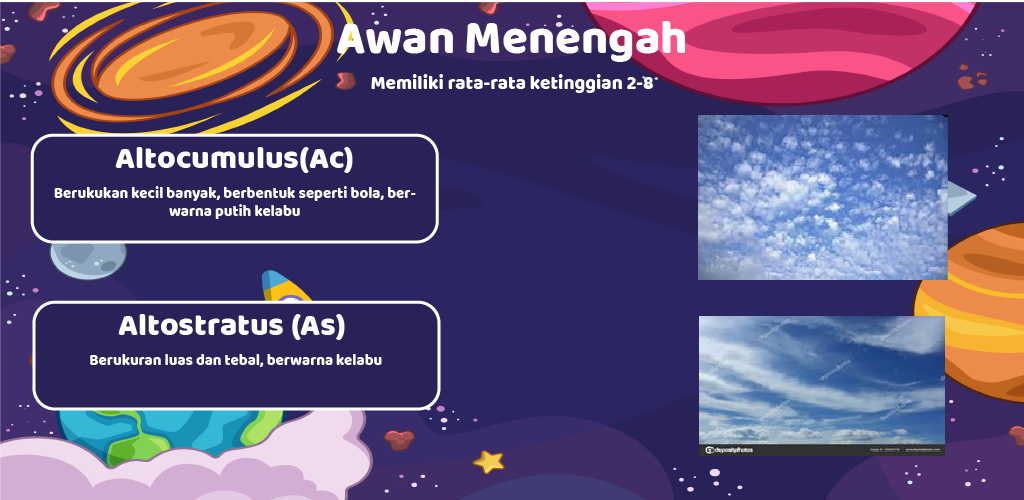 Awan Menengah
Memiliki rata-rata ketinggian 2-8
Altocumulus(Ac)
Berukukan kecil banyak, berbentuk seperti bola, ber-
warna putih kelabu
Altostratus (As)
Berukuran luas dan tebal, berwarna kelabu
depositphotos